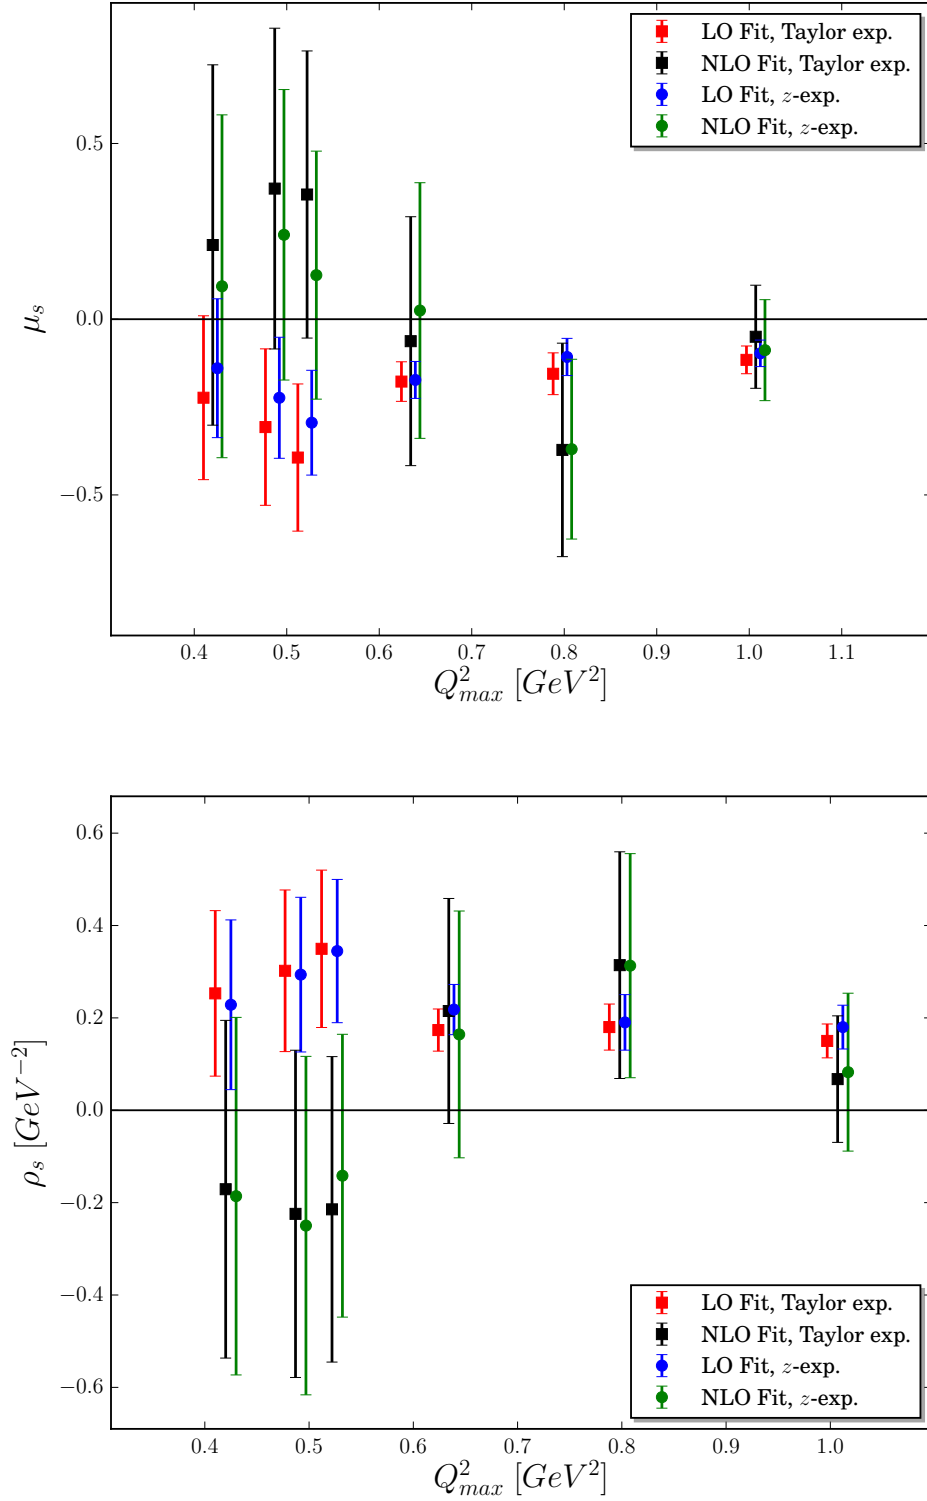 LO Fit, Taylor exp.
NLO Fit, Taylor exp.
LO Fit, z-exp.
NLO Fit, z-exp.
0.5
0.0
−0.5
μ_s
0.4 0.5 0.6 0.7 0.8 0.9 1.0 1.1
Q²_max [GeV²]
0.6
0.4
0.2
0.0
−0.2
−0.4
−0.6
ρ_s [GeV⁻²]
LO Fit, Taylor exp.
NLO Fit, Taylor exp.
LO Fit, z-exp.
NLO Fit, z-exp.
0.4 0.5 0.6 0.7 0.8 0.9 1.0
Q²_max [GeV²]